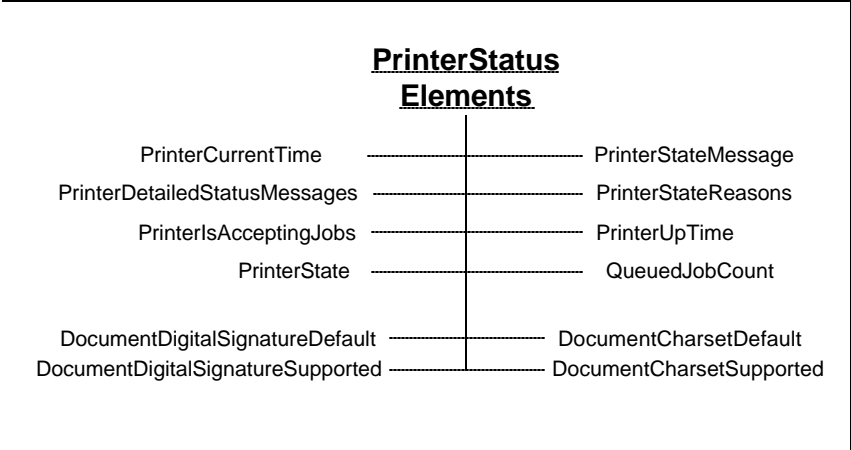 PrinterStatus
Elements
PrinterCurrentTime PrinterStateMessage
PrinterDetailedStatusMessages PrinterStateReasons
PrinterIsAcceptingJobs PrinterUpTime
PrinterState QueuedJobCount
DocumentDigitalSignatureDefault DocumentCharsetDefault
DocumentDigitalSignatureSupported DocumentCharsetSupported